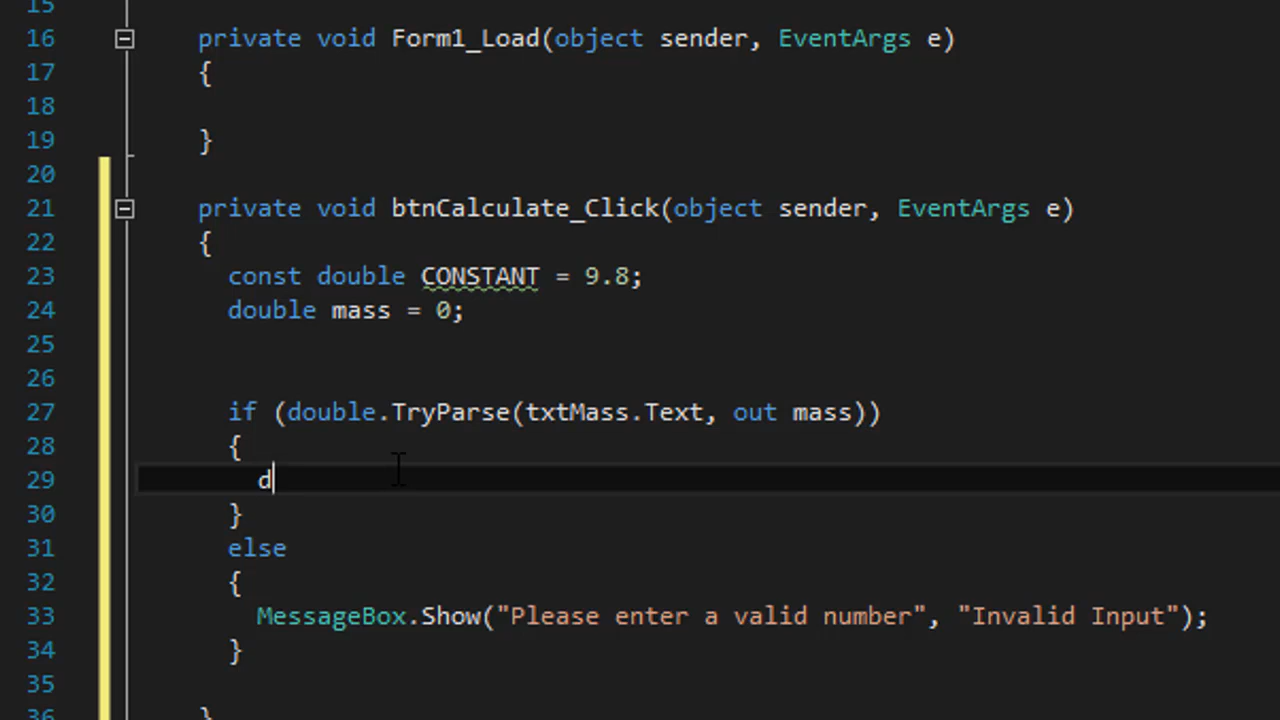 15
16 private void Form1_Load(object sender, EventArgs e)
17 {
18
19 }
20
21 private void btnCalculate_Click(object sender, EventArgs e)
22 {
23 const double CONSTANT = 9.8;
24 double mass = 0;
25
26
27 if (double.TryParse(txtMass.Text, out mass))
28 {
29 d
30 }
31 else
32 {
33 MessageBox.Show("Please enter a valid number", "Invalid Input");
34 }
35
36 }